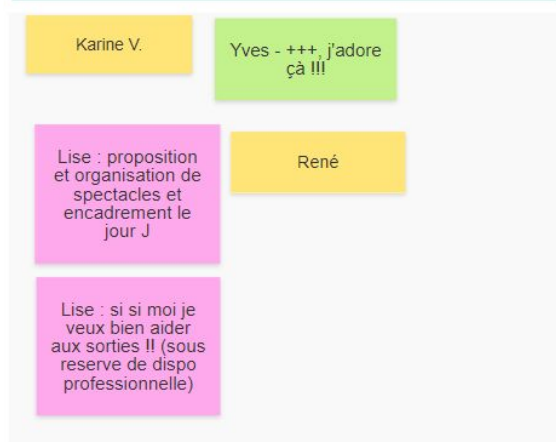 Karine V.
Yves - +++, j'adore
çà !!!
Lise : proposition
et organisation de
spectacles et
encadrement le
jour J
René
Lise : si si moi je
veux bien aider
aux sorties !! (sous
reserve de dispo
professionnelle)